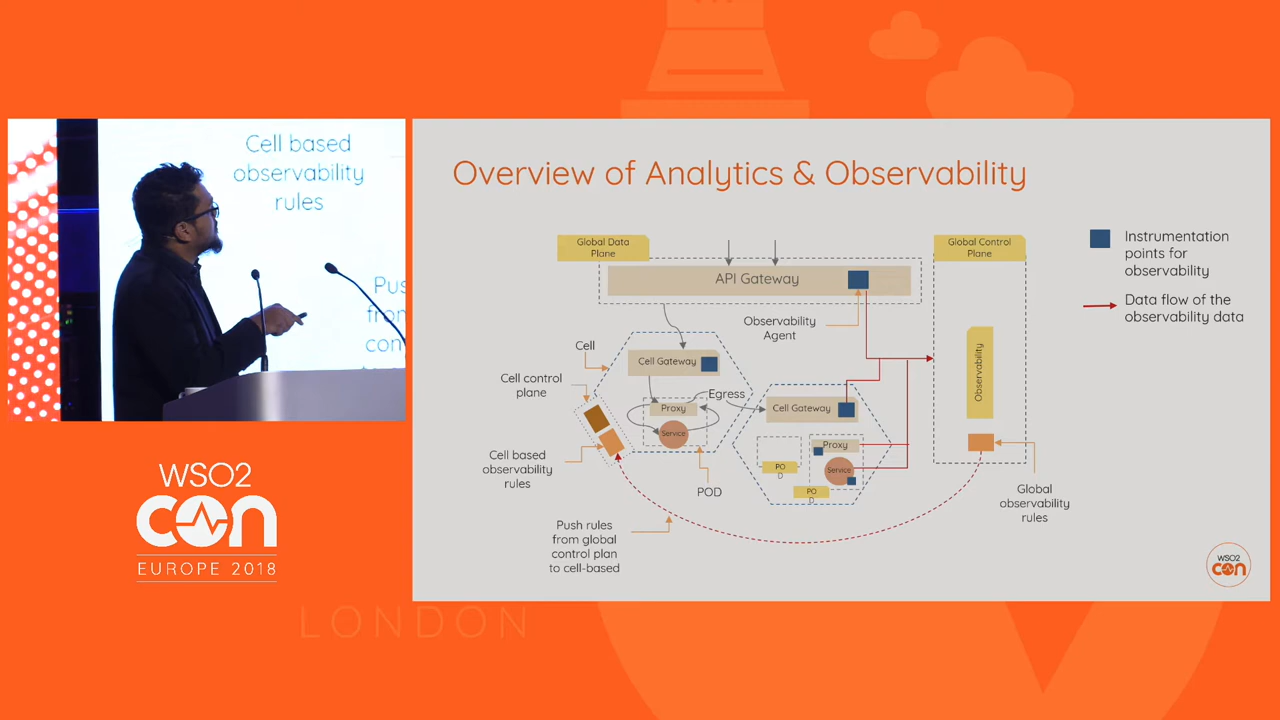 Cell based
observability
rules
Overview of Analytics & Observability
Global Data
Plane
Global Control
Plane
Instrumentation
points for
observability
API Gateway
Data flow of the
observability data
Observability
Agent
Cell
Cell Gateway
Observability
Cell control
plane
Egress
Proxy
Cell Gateway
Service
Proxy
Cell based
observability
rules
PO
D
Service
POD
PO
D
Global
observability
rules
Push rules
from global
control plan
to cell-based
WSO2
CON
EUROPE 2018
WSO2
CON
LONDON